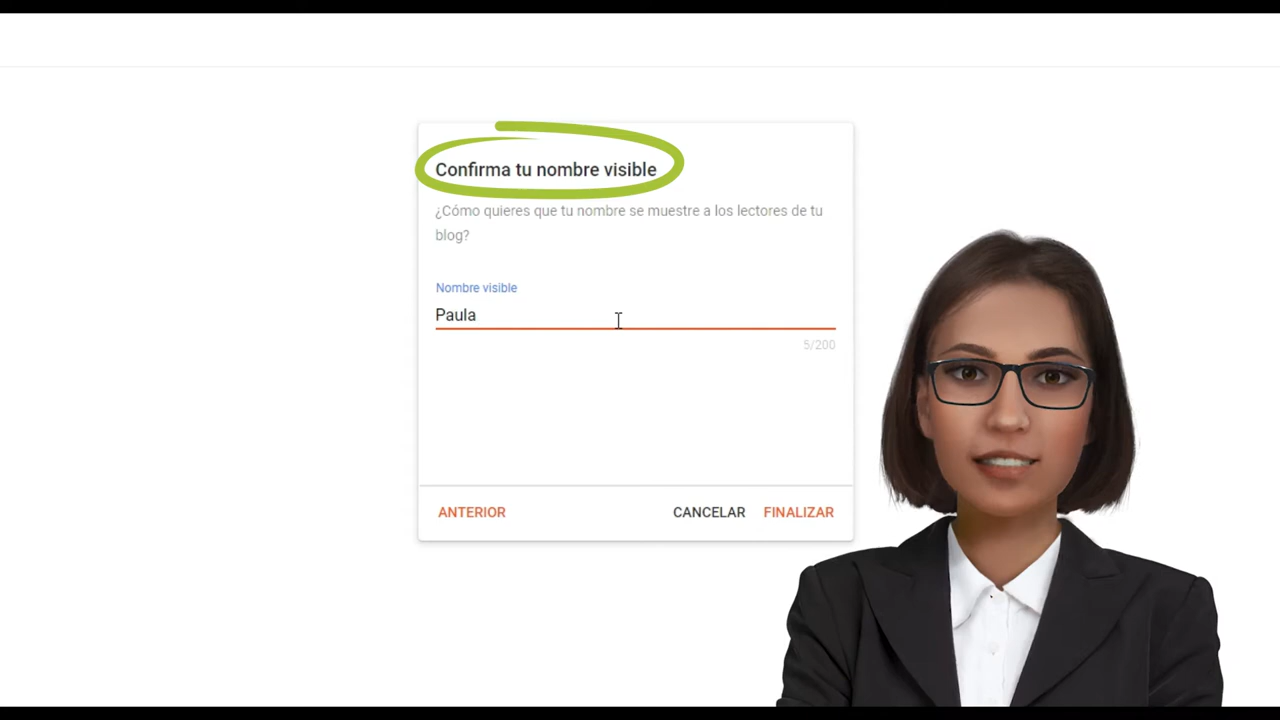 Confirma tu nombre visible
¿Cómo quieres que tu nombre se muestre a los lectores de tu
blog?
Nombre visible
Paula
5/200
ANTERIOR CANCELAR FINALIZAR